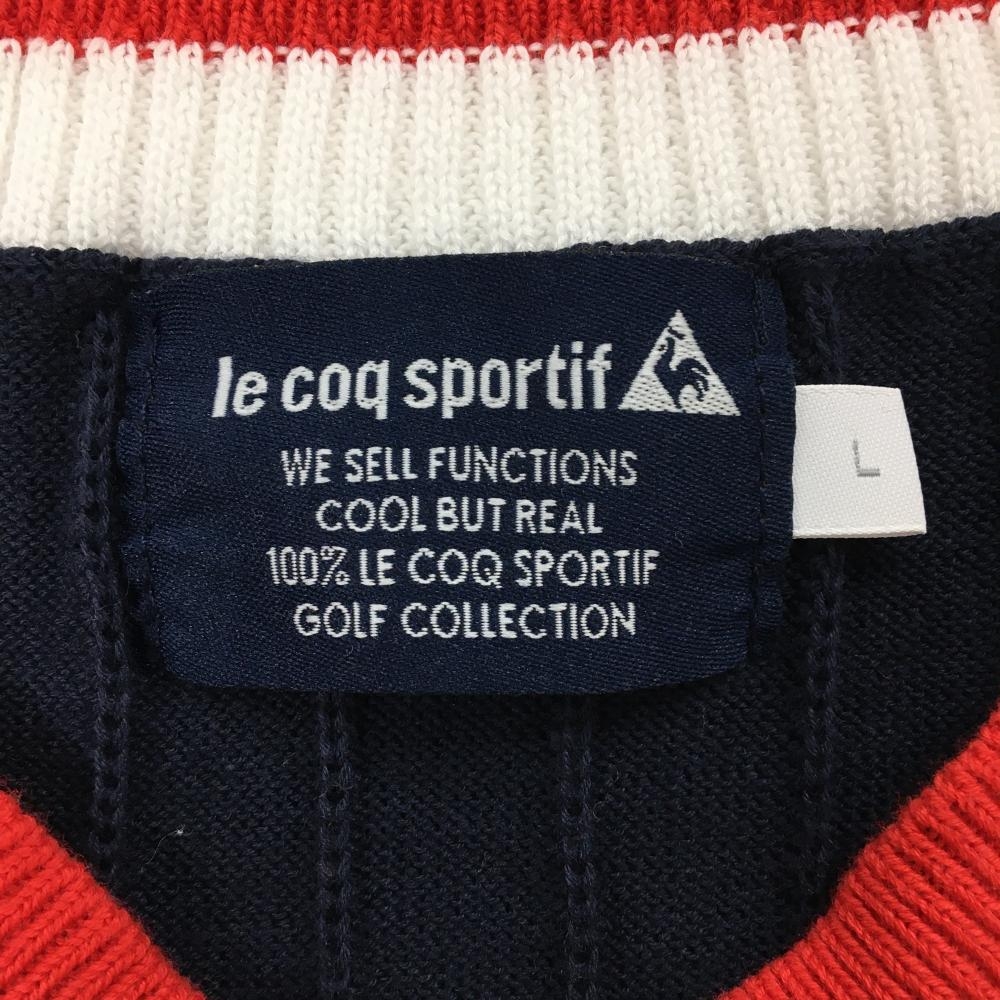 le coq sportif
WE SELL FUNCTIONS
COOL BUT REAL
100% LE COQ SPORTIF
GOLF COLLECTION
L